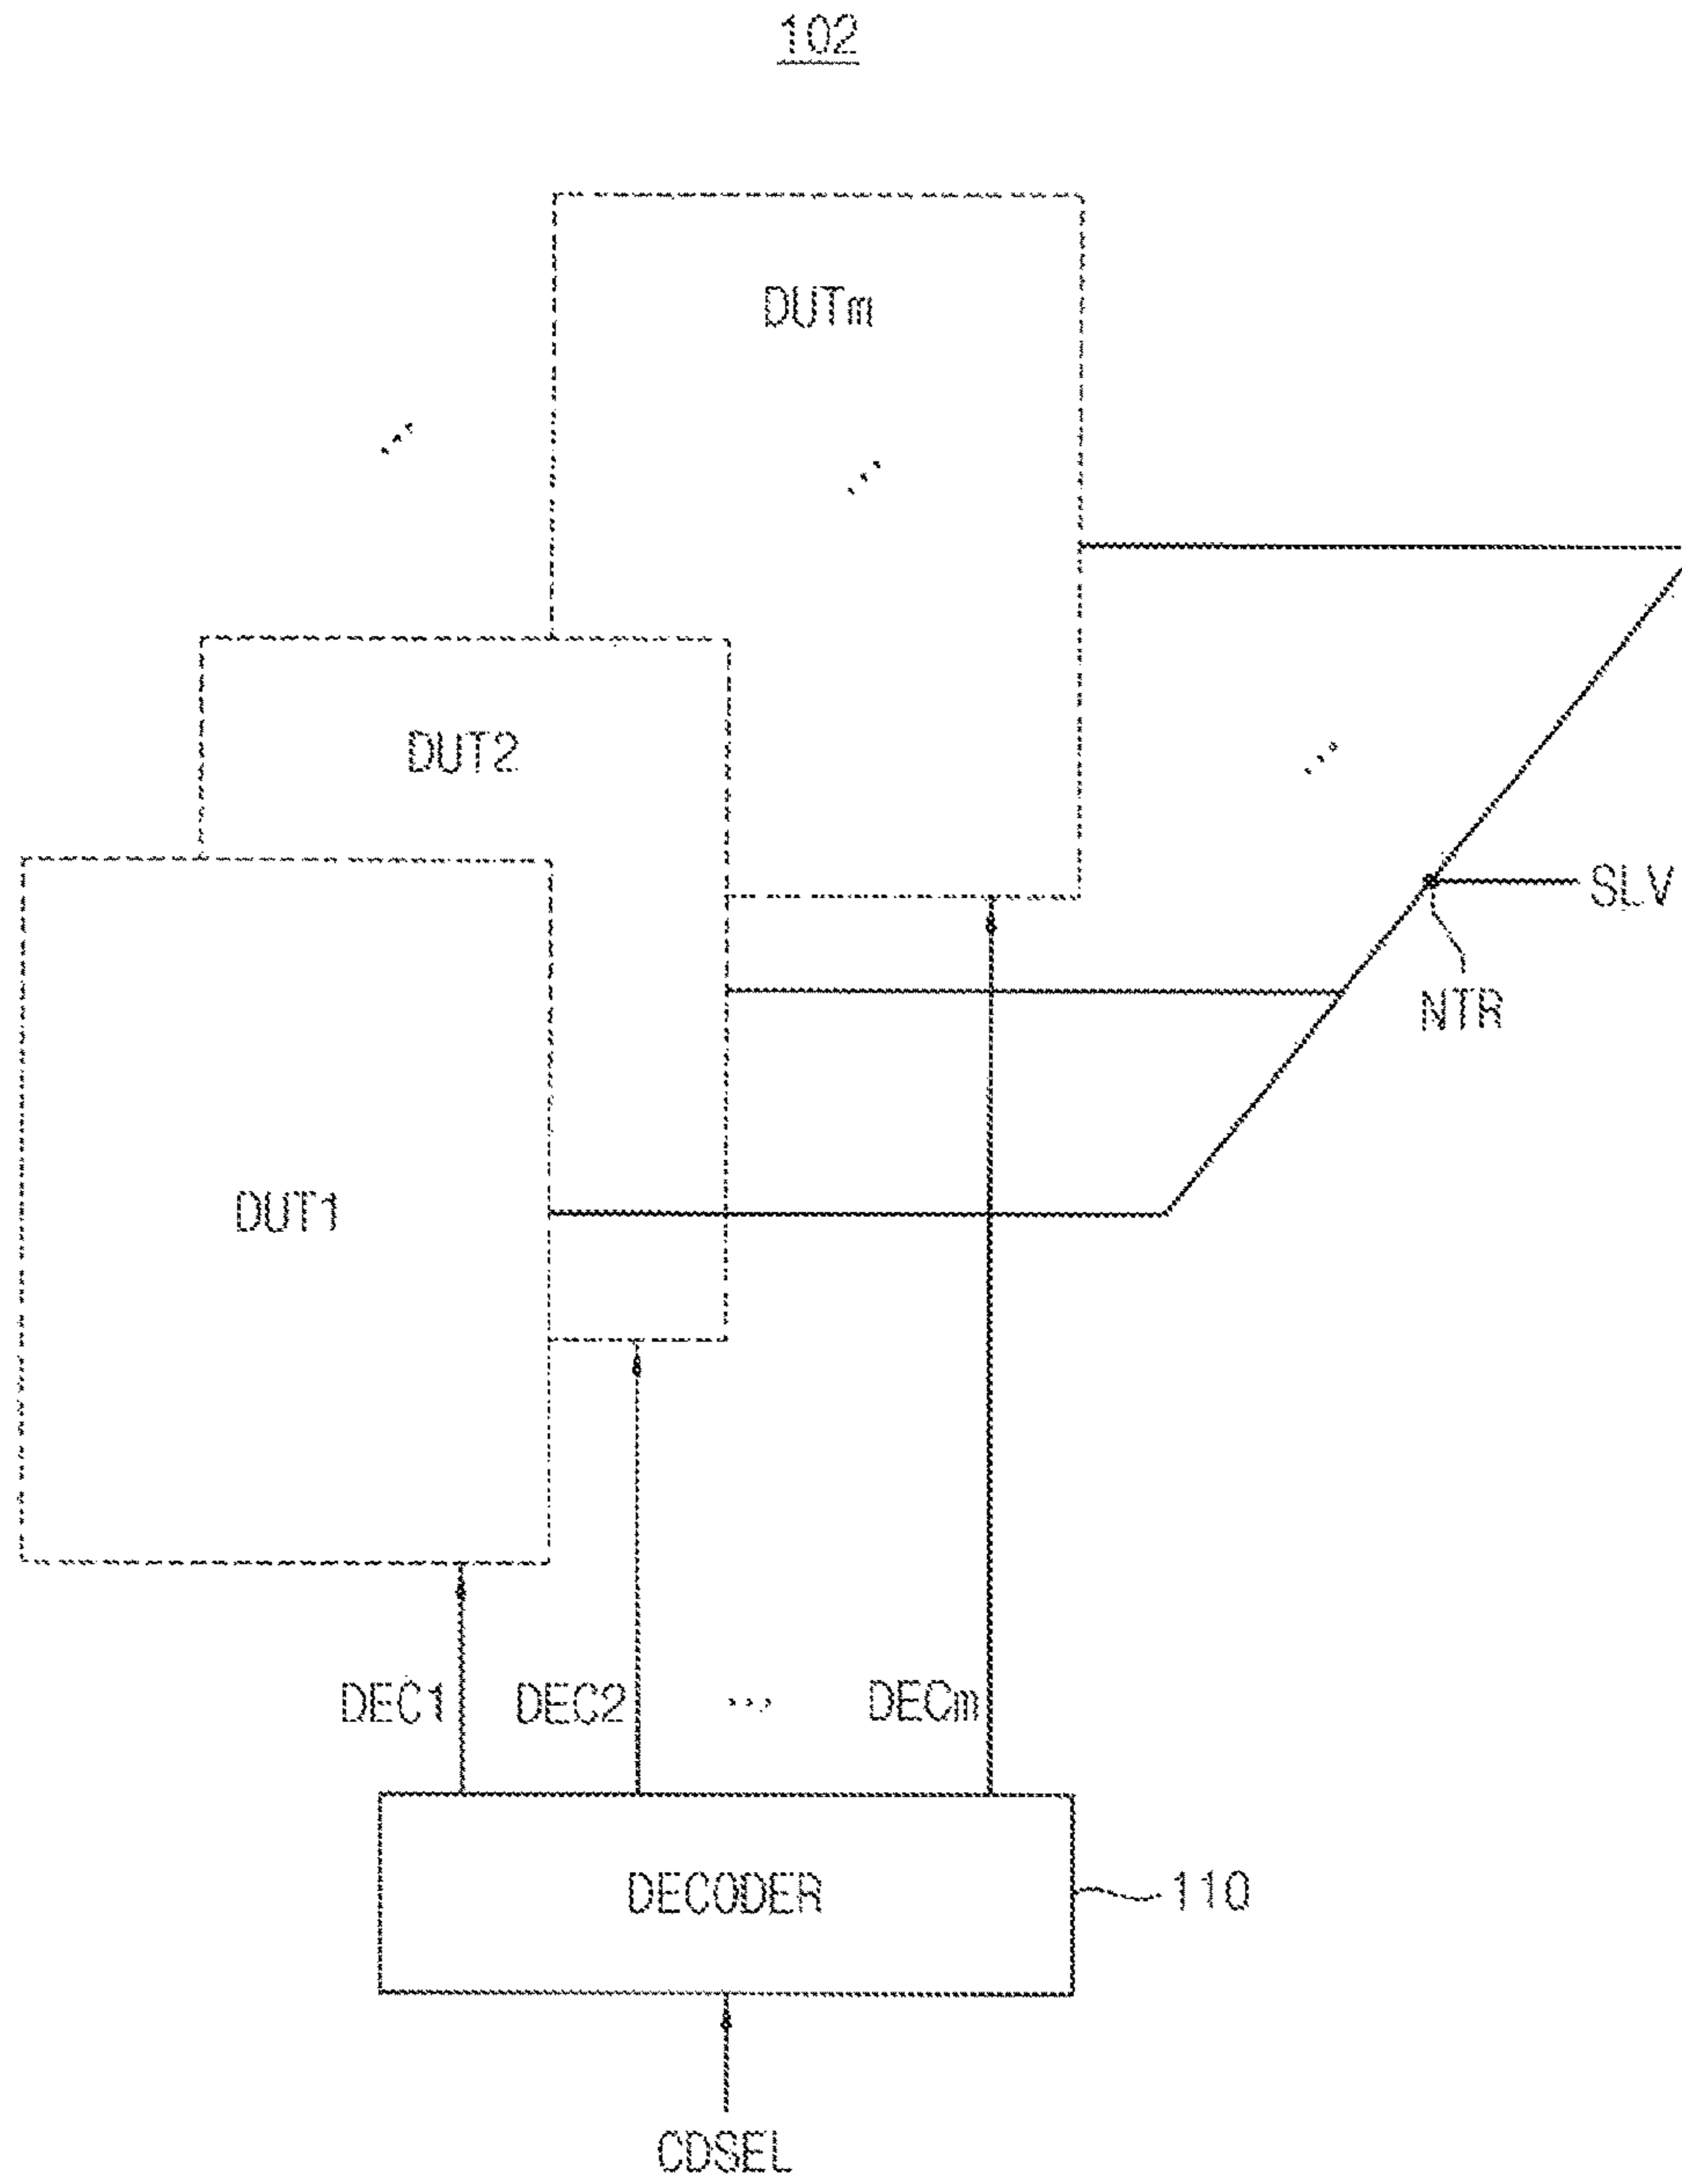 102
DUTm
DUT2
SLV
NTR
DUT1
DEC1 DEC2 ... DECm
DECODER
110
CDSEL